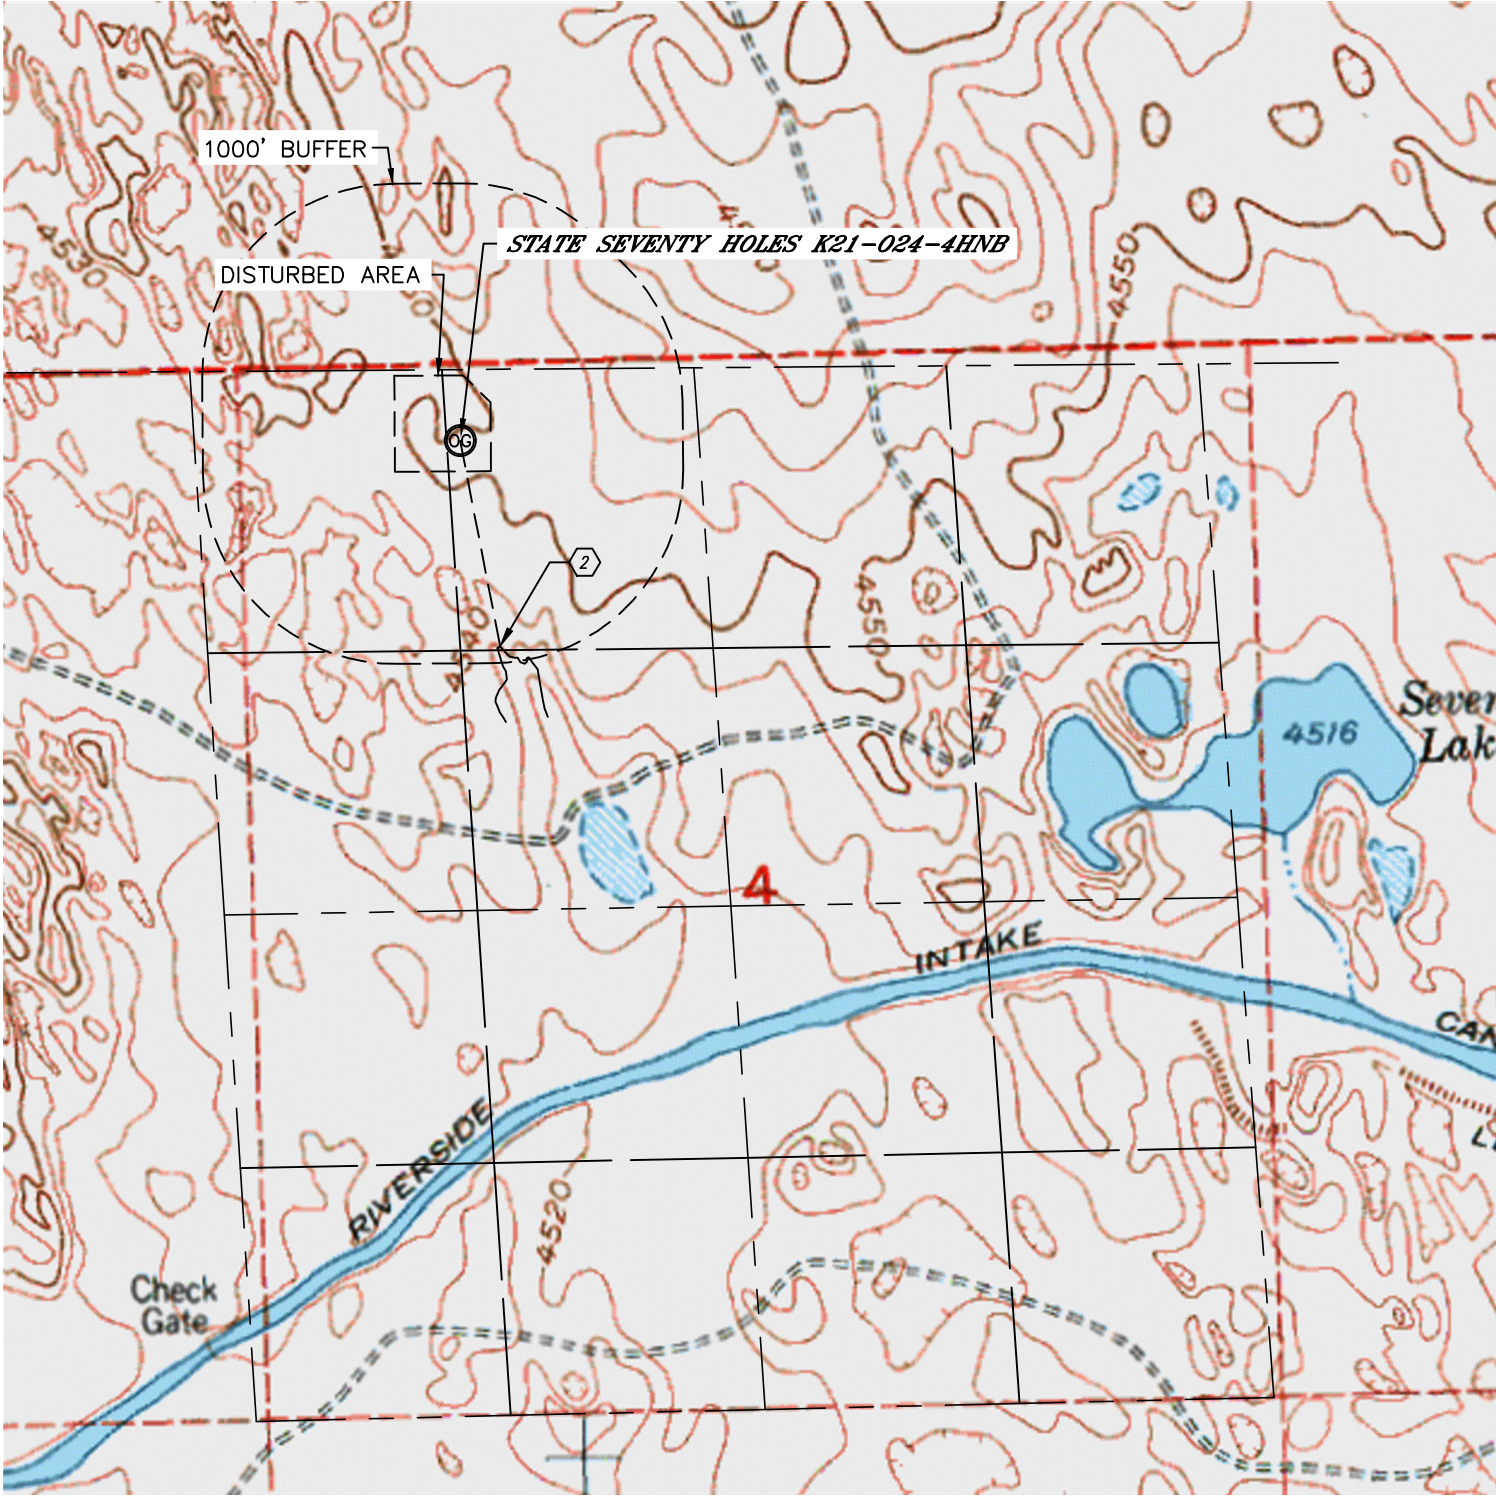 1000' BUFFER
STATE SEVENTY HOLES K21-024-4HNB
DISTURBED AREA
4530
4550
OG
2
4550
4540
Seven
Lak
4516
4
INTAKE
CAN
RIVERSIDE
4520
Check
Gate